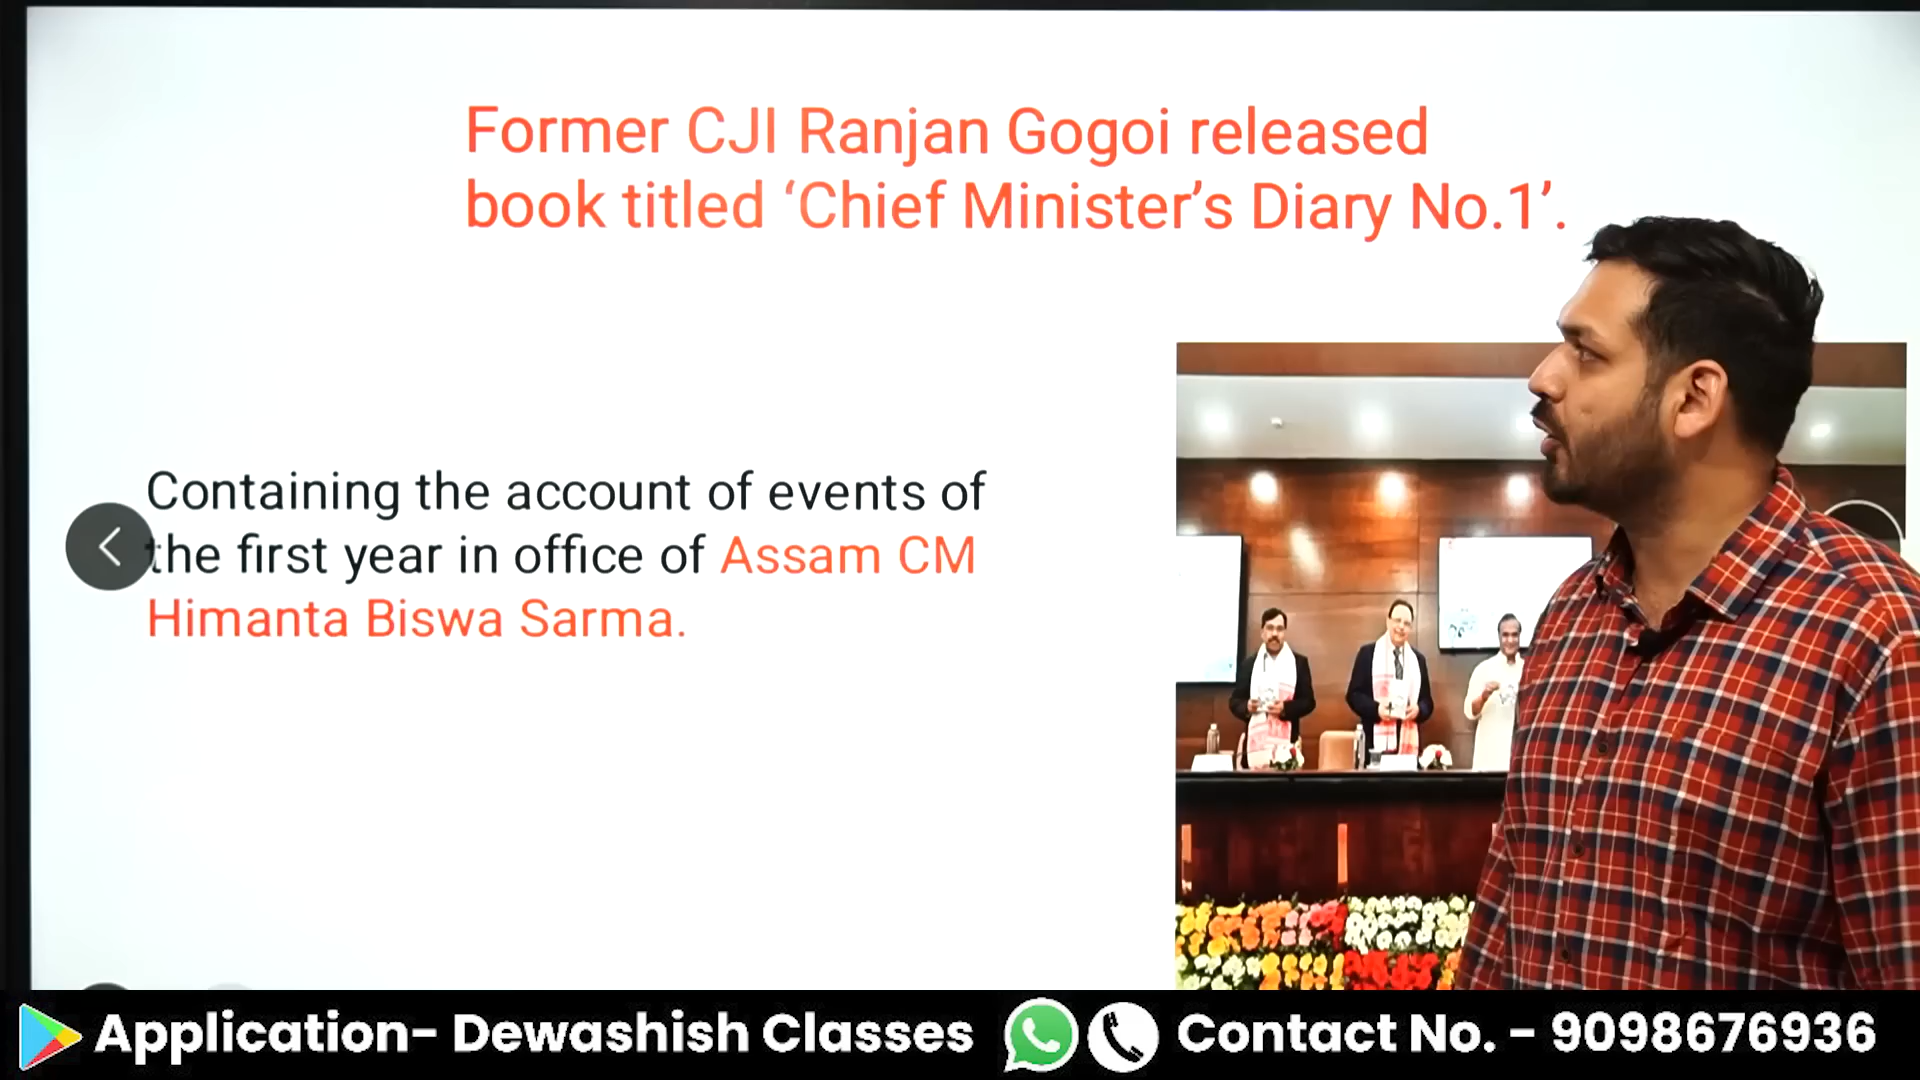 Former CJI Ranjan Gogoi released
book titled ‘Chief Minister’s Diary No.1’.
Containing the account of events of
the first year in office of Assam CM
Himanta Biswa Sarma.
Application- Dewashish Classes
Contact No. - 9098676936